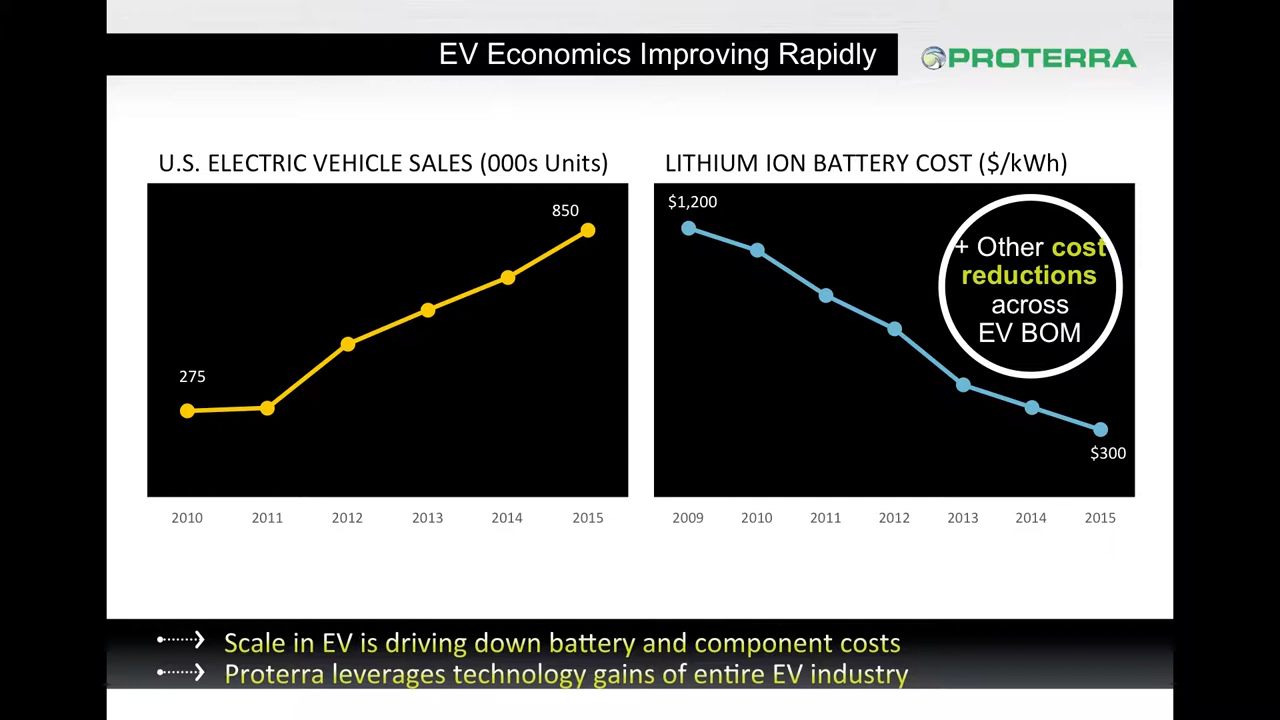 EV Economics Improving Rapidly
PROTERRA
U.S. ELECTRIC VEHICLE SALES (000s Units)
850
275
2010 2011 2012 2013 2014 2015
LITHIUM ION BATTERY COST ($/kWh)
$1,200
+ Other cost
reductions
across
EV BOM
$300
2009 2010 2011 2012 2013 2014 2015
Scale in EV is driving down battery and component costs
Proterra leverages technology gains of entire EV industry